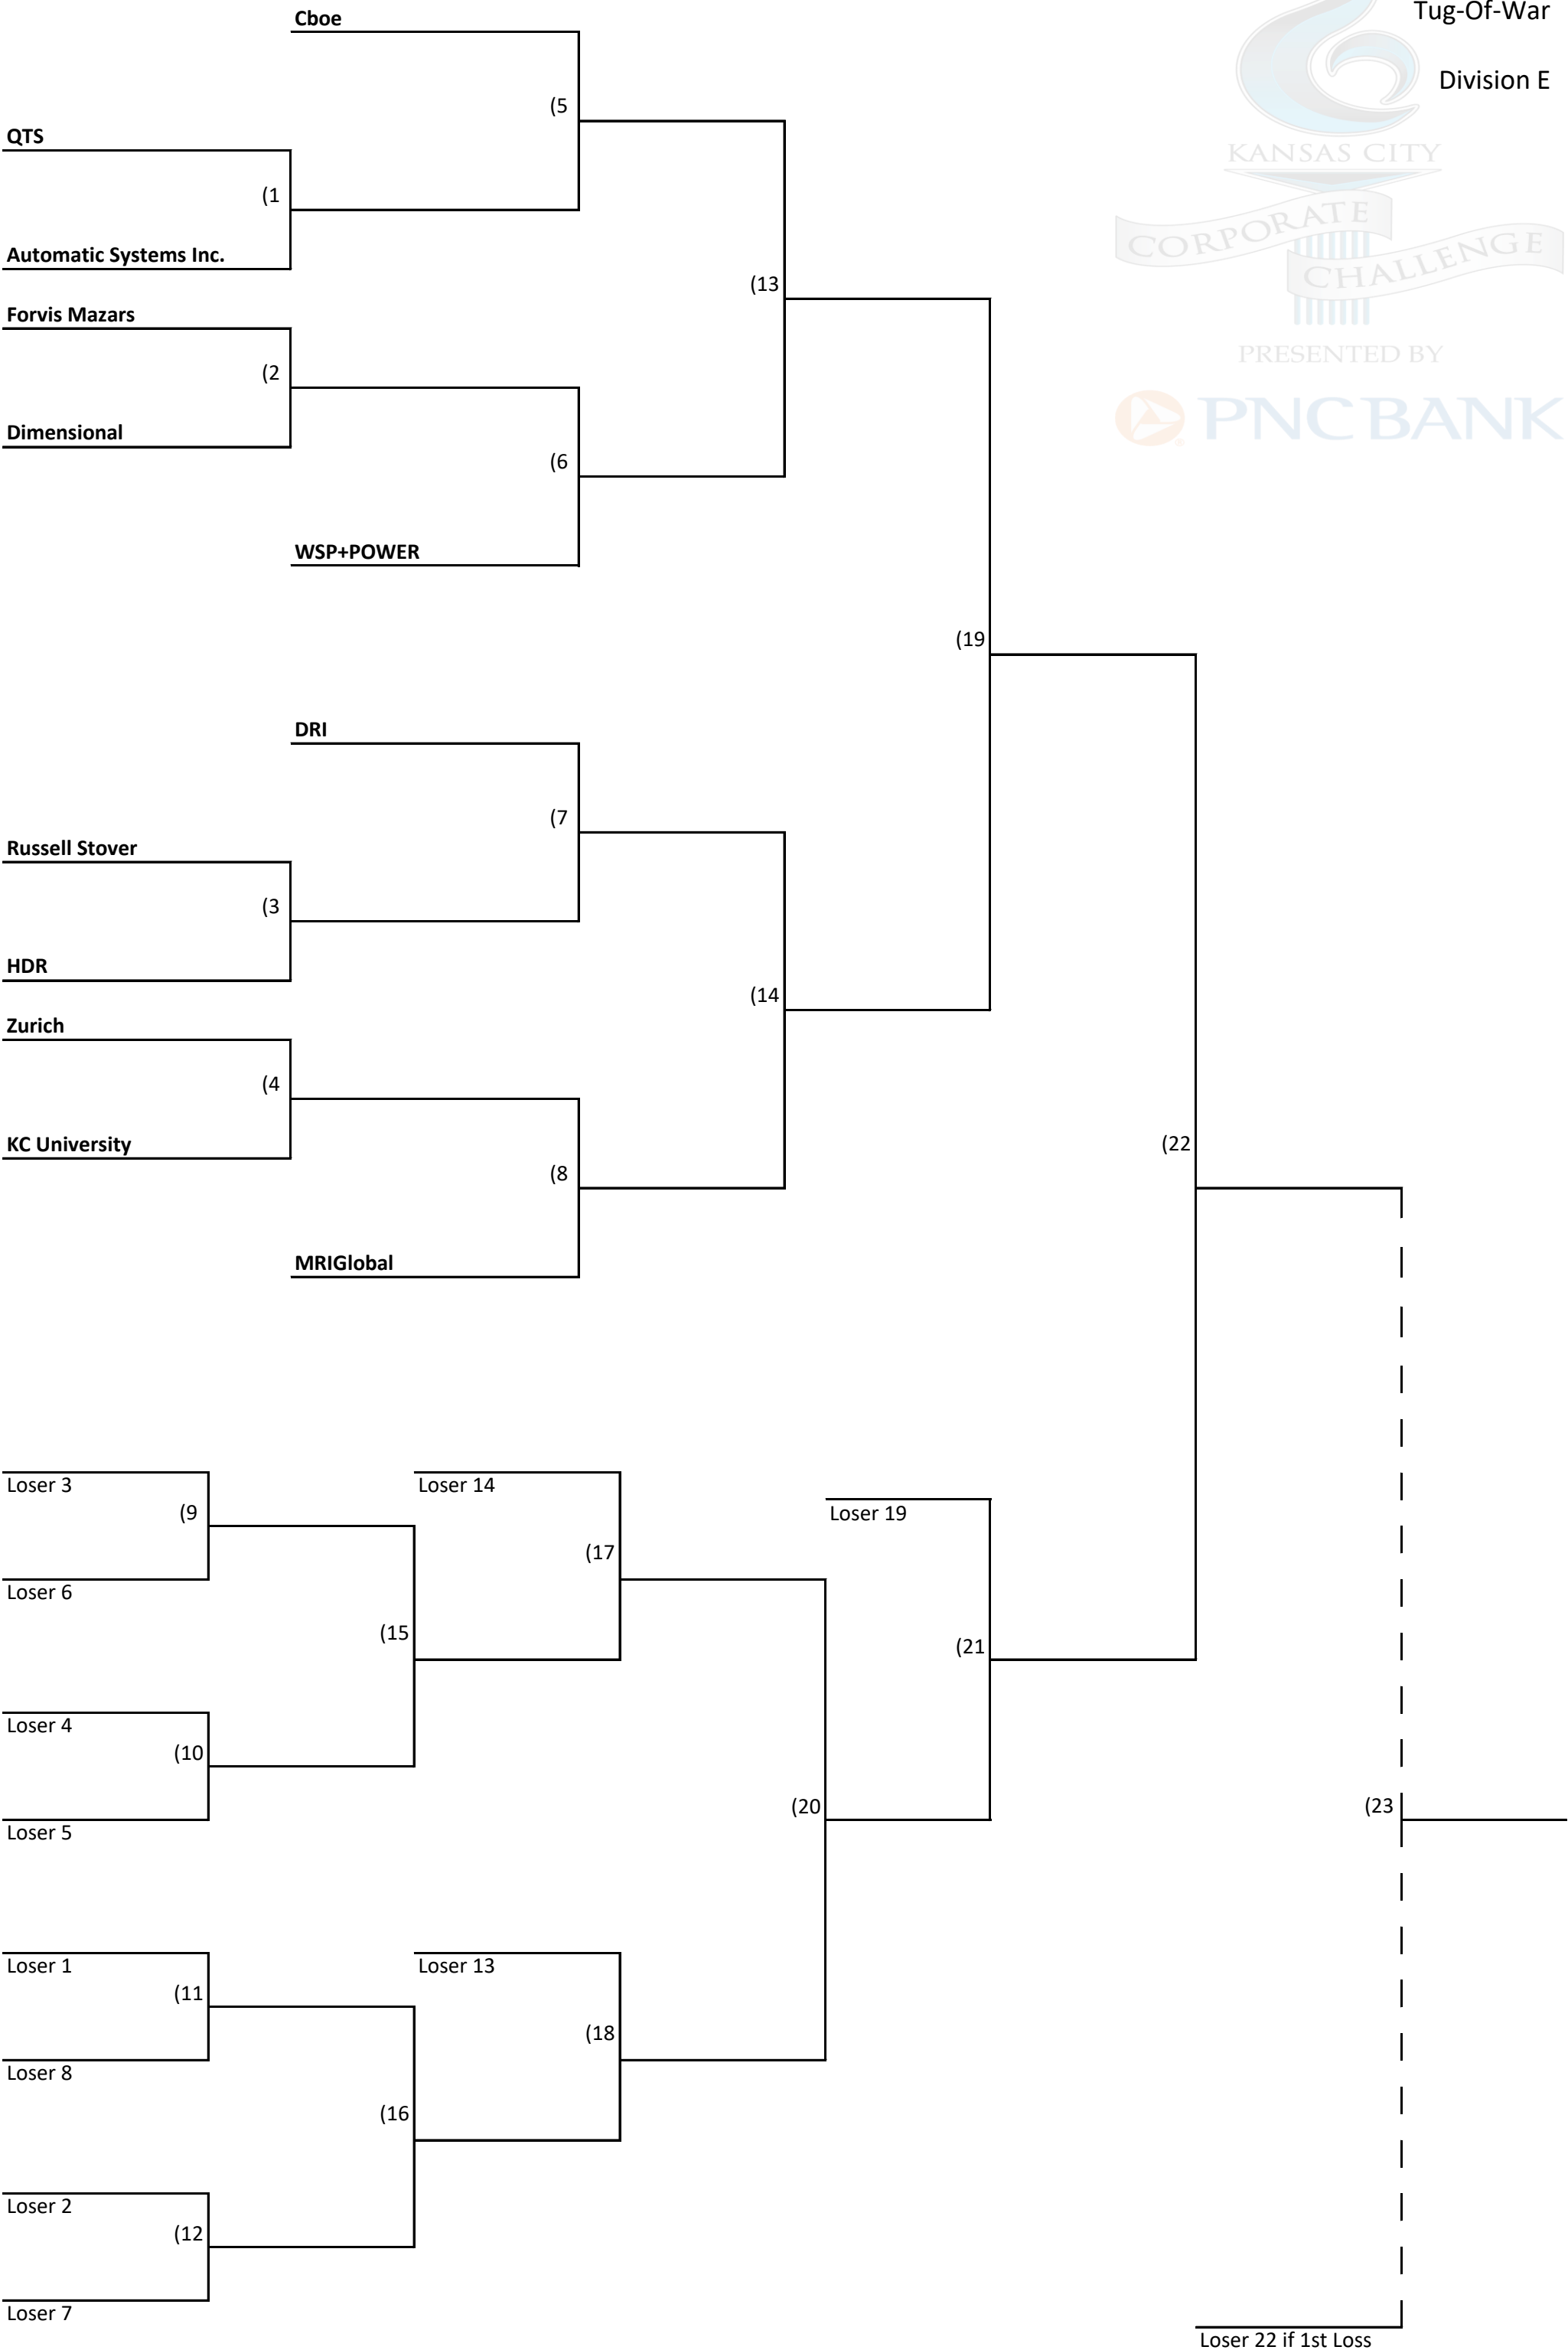 Tug-Of-War
Division E
KANSAS CITY
CORPORATE
CHALLENGE
PRESENTED BY
PNC BANK
Cboe
(5
QTS
(1
Automatic Systems Inc.
(13
Forvis Mazars
(2
Dimensional
(6
WSP+POWER
(19
DRI
(7
Russell Stover
(3
HDR
(14
Zurich
(4
KC University
(22
(8
MRIGlobal
Loser 3
Loser 14
(9
Loser 19
(17
Loser 6
(15
(21
Loser 4
(10
(20
(23
Loser 5
Loser 1
Loser 13
(11
(18
Loser 8
(16
Loser 2
(12
Loser 7
Loser 22 if 1st Loss